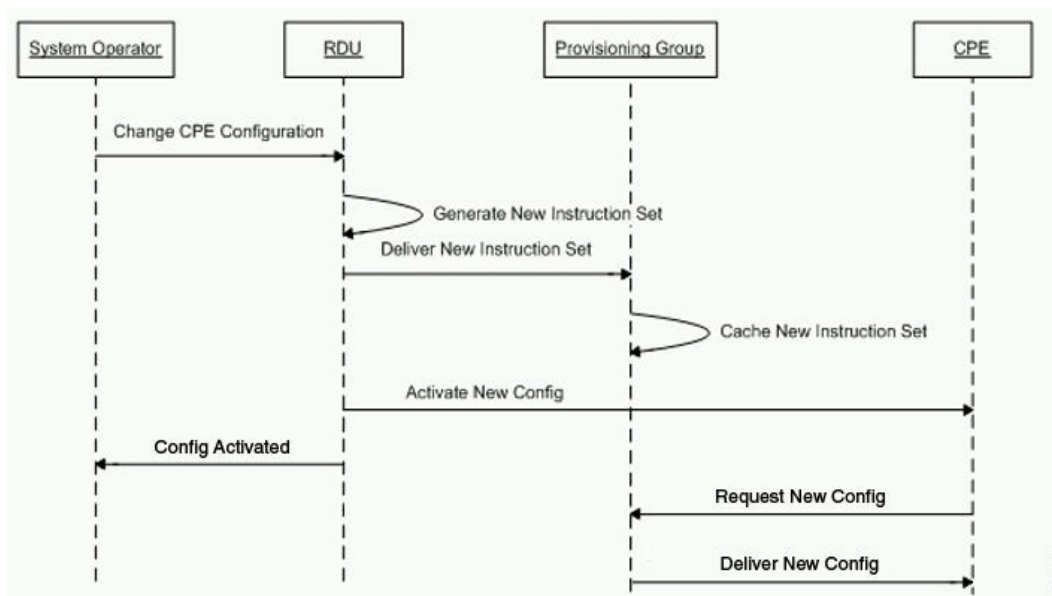 System Operator
RDU
Provisioning Group
CPE
Change CPE Configuration
Generate New Instruction Set
Deliver New Instruction Set
Cache New Instruction Set
Activate New Config
Config Activated
Request New Config
Deliver New Config